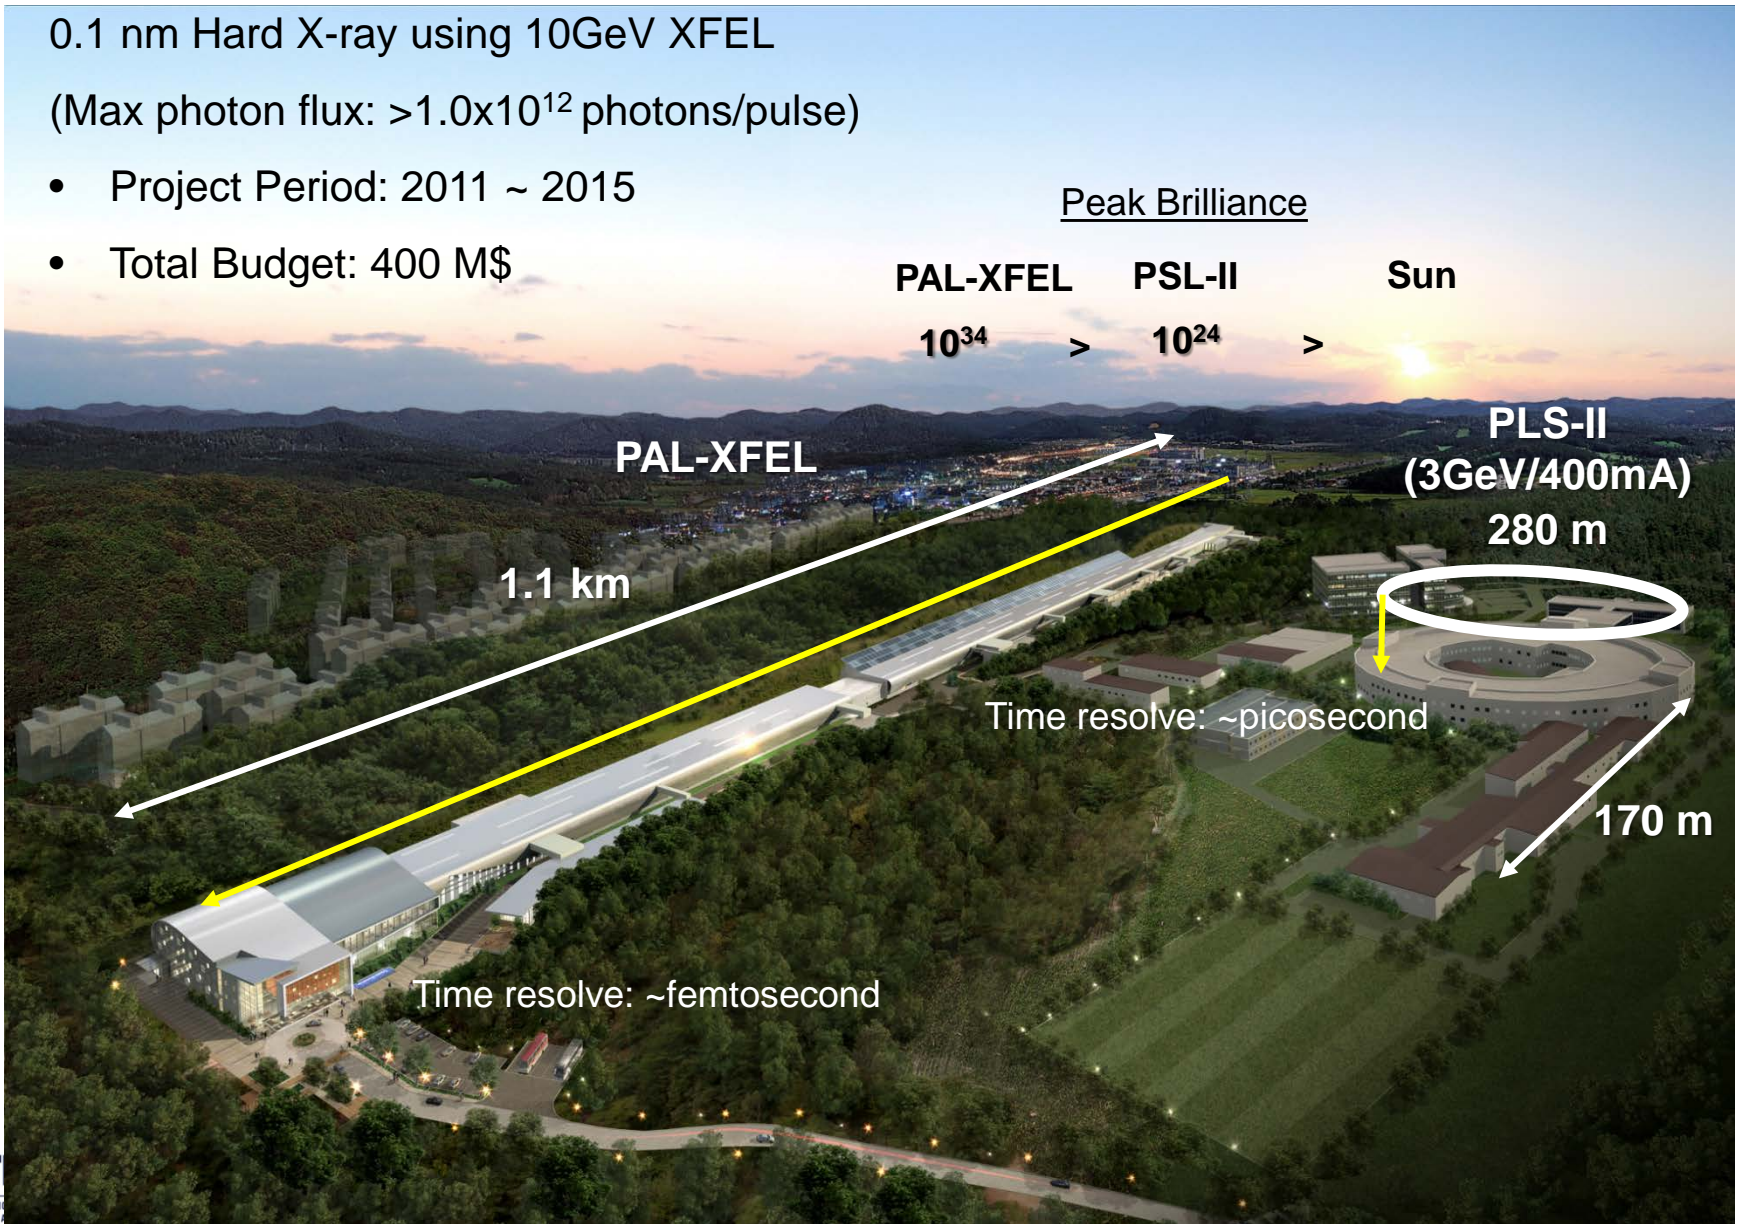 0.1 nm Hard X-ray using 10GeV XFEL
(Max photon flux: >1.0x10¹² photons/pulse)
• Project Period: 2011 ~ 2015
• Total Budget: 400 M$
Peak Brilliance
PAL-XFEL PSL-II Sun
10³⁴ > 10²⁴ >
PAL-XFEL
1.1 km
PLS-II
(3GeV/400mA)
280 m
Time resolve: ~picosecond
170 m
Time resolve: ~femtosecond